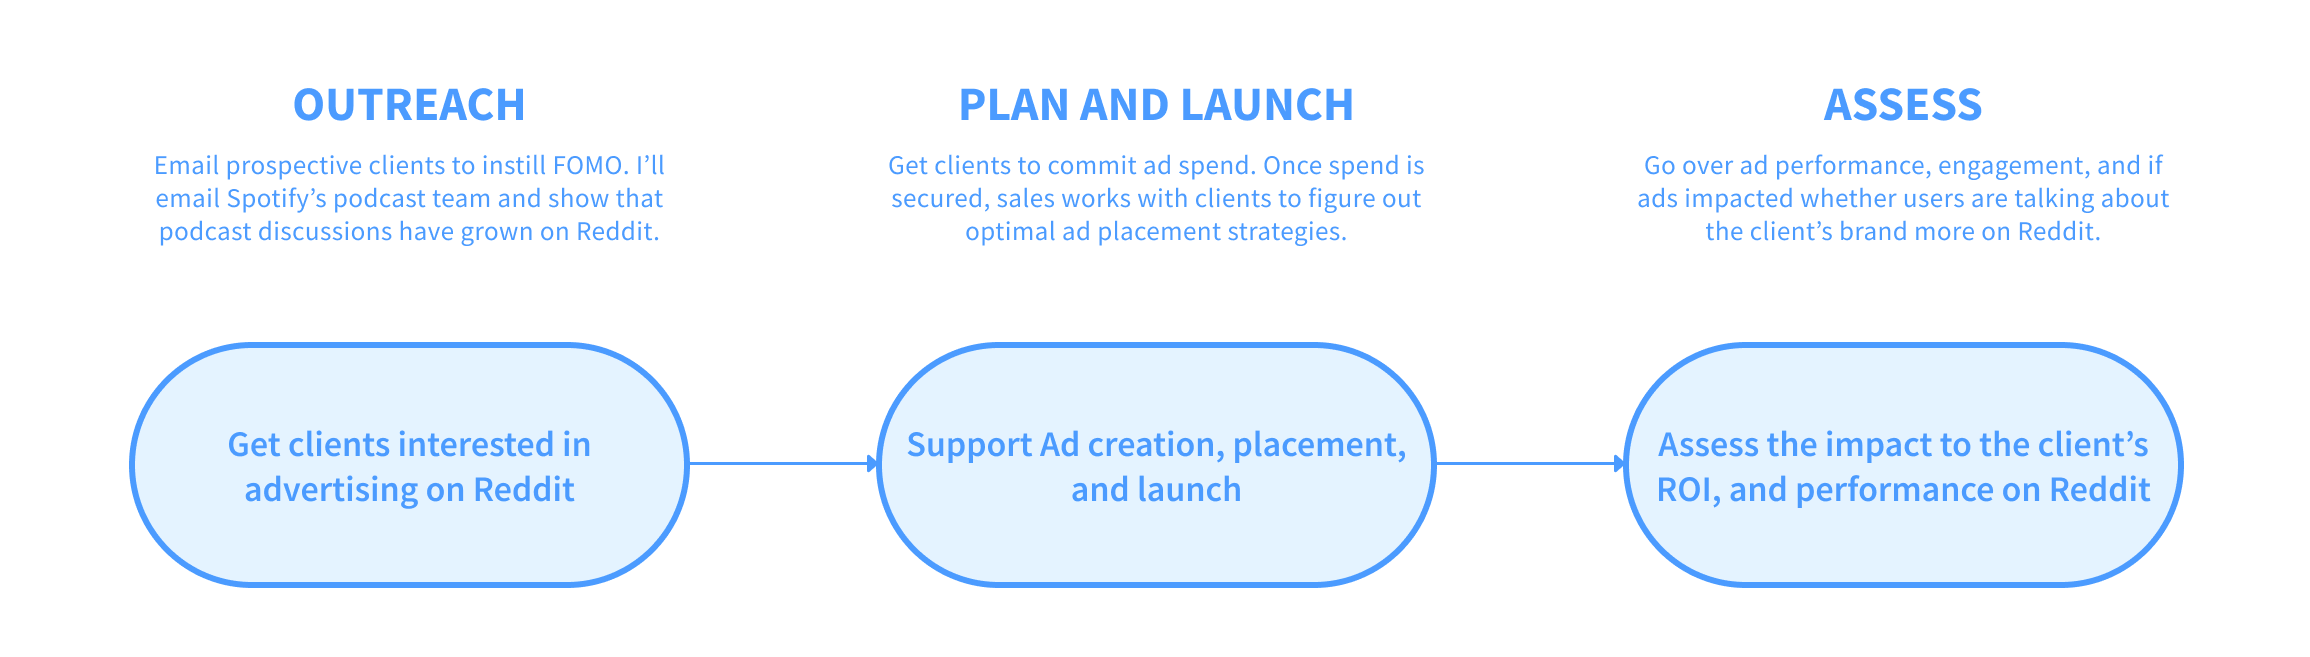 OUTREACH
Email prospective clients to instill FOMO. I’ll
email Spotify’s podcast team and show that
podcast discussions have grown on Reddit.
PLAN AND LAUNCH
Get clients to commit ad spend. Once spend is
secured, sales works with clients to figure out
optimal ad placement strategies.
ASSESS
Go over ad performance, engagement, and if
ads impacted whether users are talking about
the client’s brand more on Reddit.
Get clients interested in
advertising on Reddit
Support Ad creation, placement,
and launch
Assess the impact to the client’s
ROI, and performance on Reddit